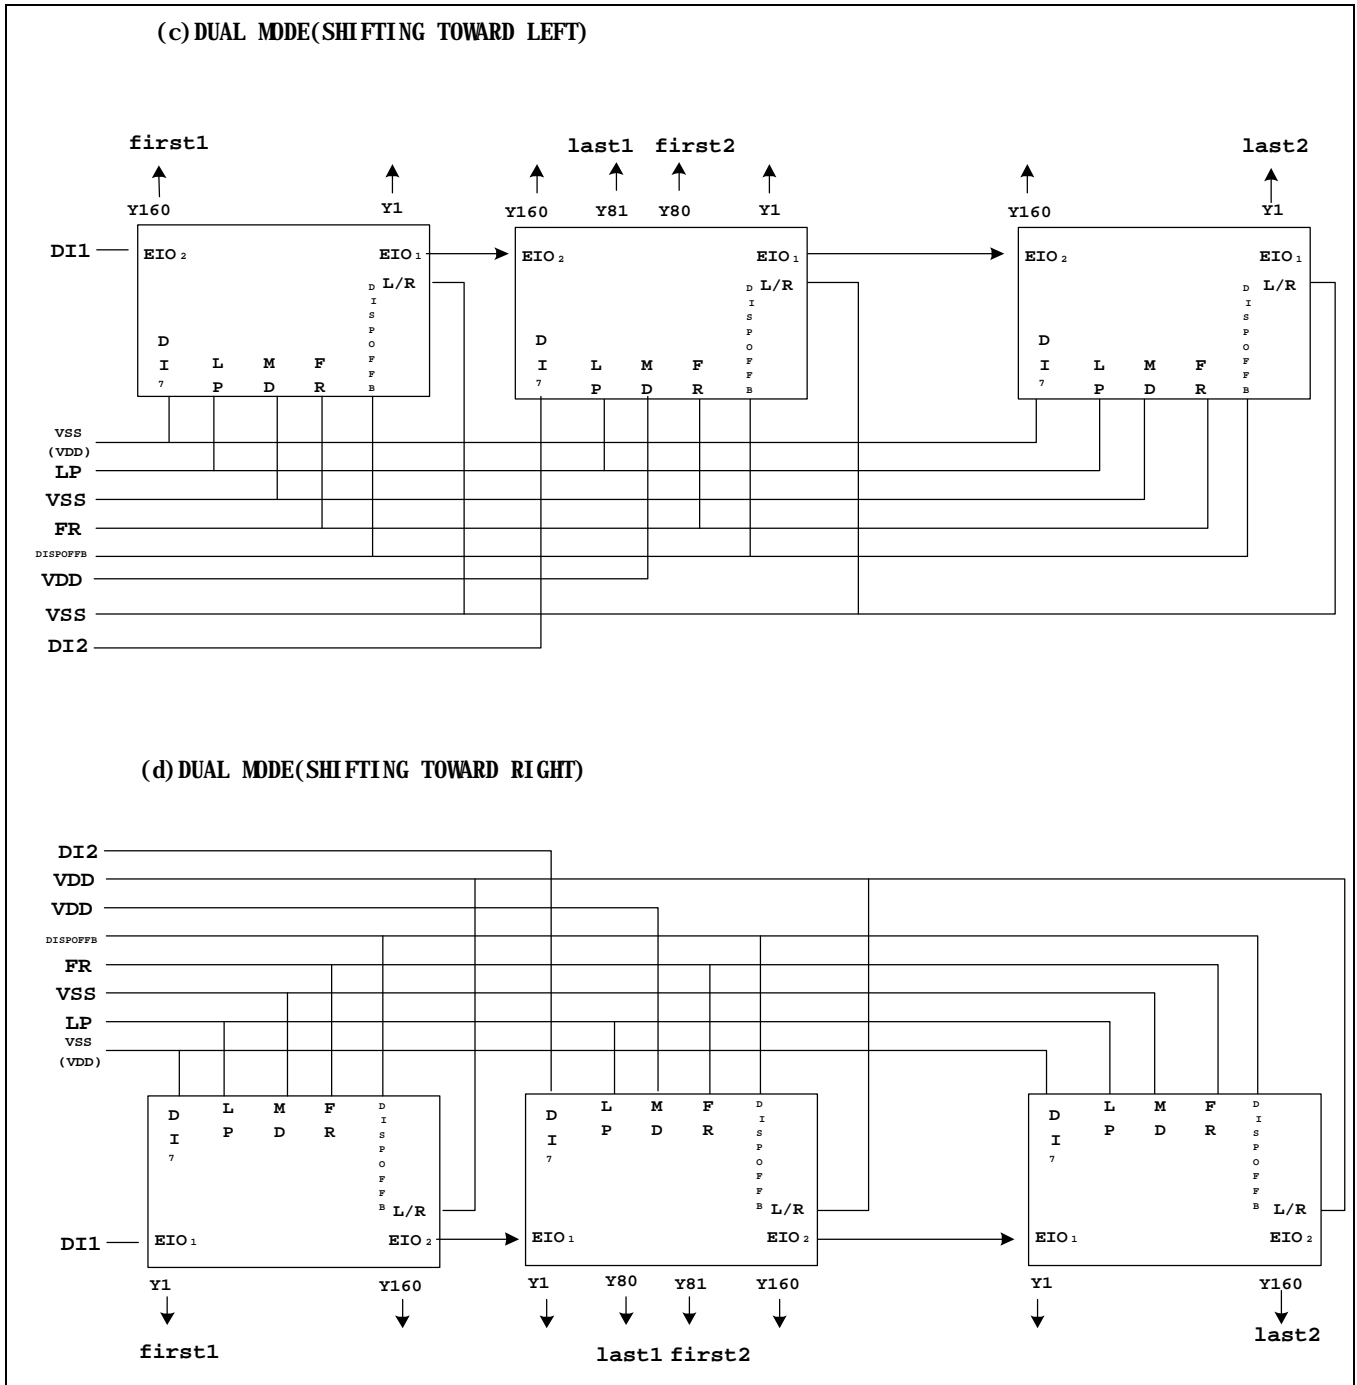 (c)DUAL MODE(SHIFTING TOWARD LEFT)
first1 last1 first2 last2
Y160 Y1 Y160 Y81 Y80 Y1 Y160 Y1
DI1 EIO2 EIO1 EIO2 EIO1 EIO2 EIO1
L/R L/R L/R
DI7 LP MD FR DISPOFFB DI7 LP MD FR DISPOFFB DI7 LP MD FR DISPOFFB
VSS
(VDD)
LP
VSS
FR
DISPOFFB
VDD
VSS
DI2
(d)DUAL MODE(SHIFTING TOWARD RIGHT)
DI2
VDD
VDD
DISPOFFB
FR
VSS
LP
VSS
(VDD)
DI7 LP MD FR DISPOFFB DI7 LP MD FR DISPOFFB DI7 LP MD FR DISPOFFB
L/R L/R L/R
DI1 EIO1 EIO2 EIO1 EIO2 EIO1 EIO2
Y1 Y160 Y1 Y80 Y81 Y160 Y1 Y160
first1 last1 first2 last2